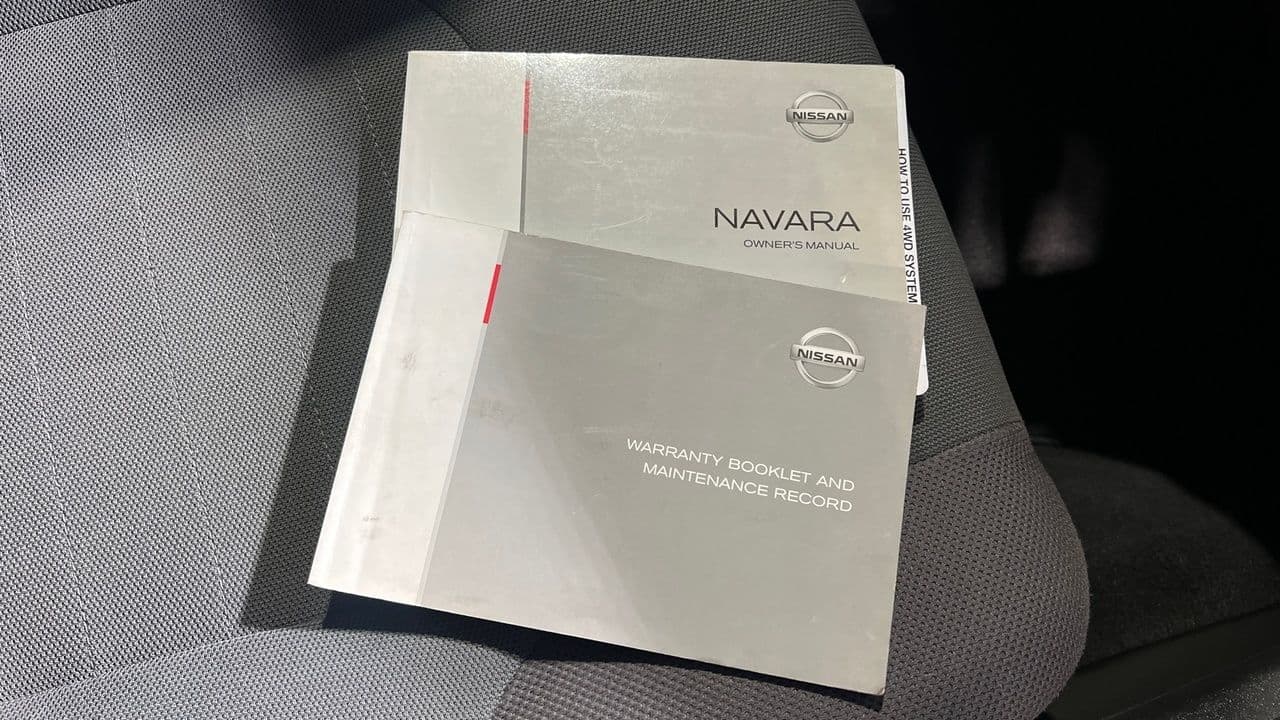 NISSAN
NAVARA
OWNER'S MANUAL
HOW TO USE 4WD SYSTEM
NISSAN
WARRANTY BOOKLET AND
MAINTENANCE RECORD